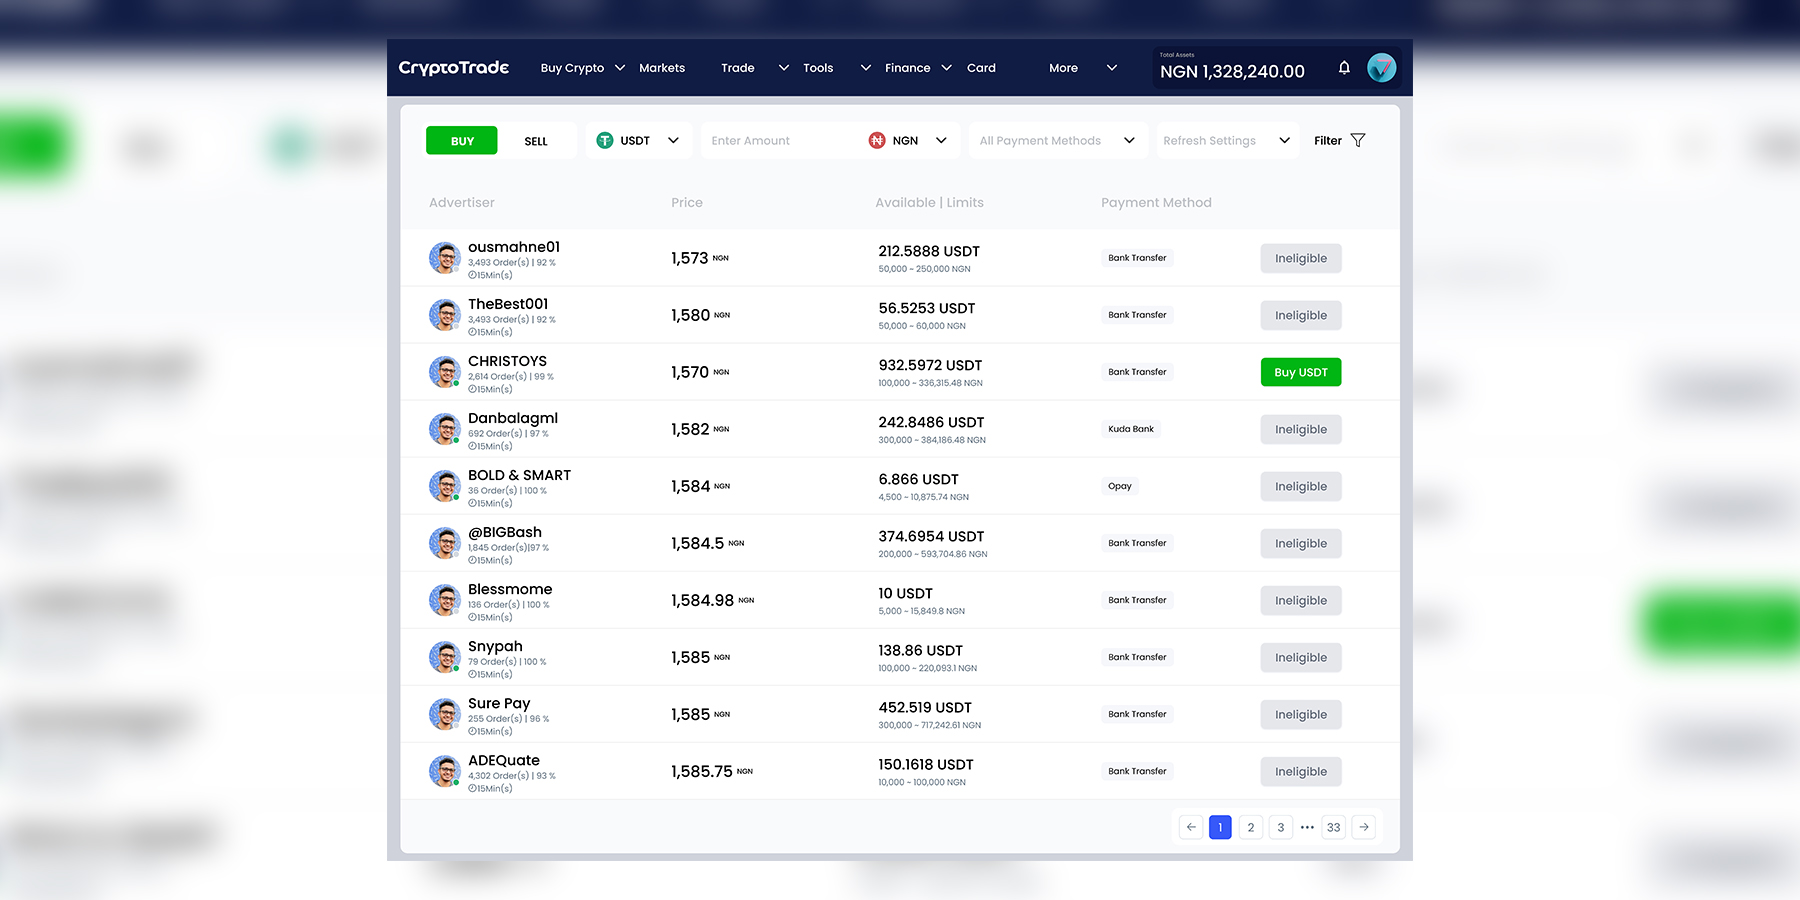 CryptoTrade
Buy Crypto Markets Trade Tools Finance Card More
Total Assets
NGN 1,328,240.00
BUY SELL USDT Enter Amount NGN All Payment Methods Refresh Settings Filter
Advertiser Price Available | Limits Payment Method
ousmahne01
3,493 Order(s) | 92 %
15Min(s)
1,573 NGN
212.5888 USDT
50,000 ~ 250,000 NGN
Bank Transfer
Ineligible
TheBest001
3,493 Order(s) | 92 %
15Min(s)
1,580 NGN
56.5253 USDT
50,000 ~ 60,000 NGN
Bank Transfer
Ineligible
CHRISTOYS
2,614 Order(s) | 99 %
15Min(s)
1,570 NGN
932.5972 USDT
100,000 ~ 336,315.48 NGN
Bank Transfer
Buy USDT
Danbalagml
692 Order(s) | 97 %
15Min(s)
1,582 NGN
242.8486 USDT
300,000 ~ 384,186.48 NGN
Kuda Bank
Ineligible
BOLD & SMART
36 Order(s) | 100 %
15Min(s)
1,584 NGN
6.866 USDT
4,500 ~ 10,875.74 NGN
Opay
Ineligible
@BIGBash
1,845 Order(s)|97 %
15Min(s)
1,584.5 NGN
374.6954 USDT
200,000 ~ 593,704.86 NGN
Bank Transfer
Ineligible
Blessmome
136 Order(s) | 100 %
15Min(s)
1,584.98 NGN
10 USDT
5,000 ~ 15,849.8 NGN
Bank Transfer
Ineligible
Snypah
79 Order(s) | 100 %
15Min(s)
1,585 NGN
138.86 USDT
100,000 ~ 220,093.1 NGN
Bank Transfer
Ineligible
Sure Pay
255 Order(s) | 96 %
15Min(s)
1,585 NGN
452.519 USDT
300,000 ~ 717,242.61 NGN
Bank Transfer
Ineligible
ADEQuate
4,302 Order(s) | 93 %
15Min(s)
1,585.75 NGN
150.1618 USDT
10,000 ~ 100,000 NGN
Bank Transfer
Ineligible
← 1 2 3 ••• 33 →